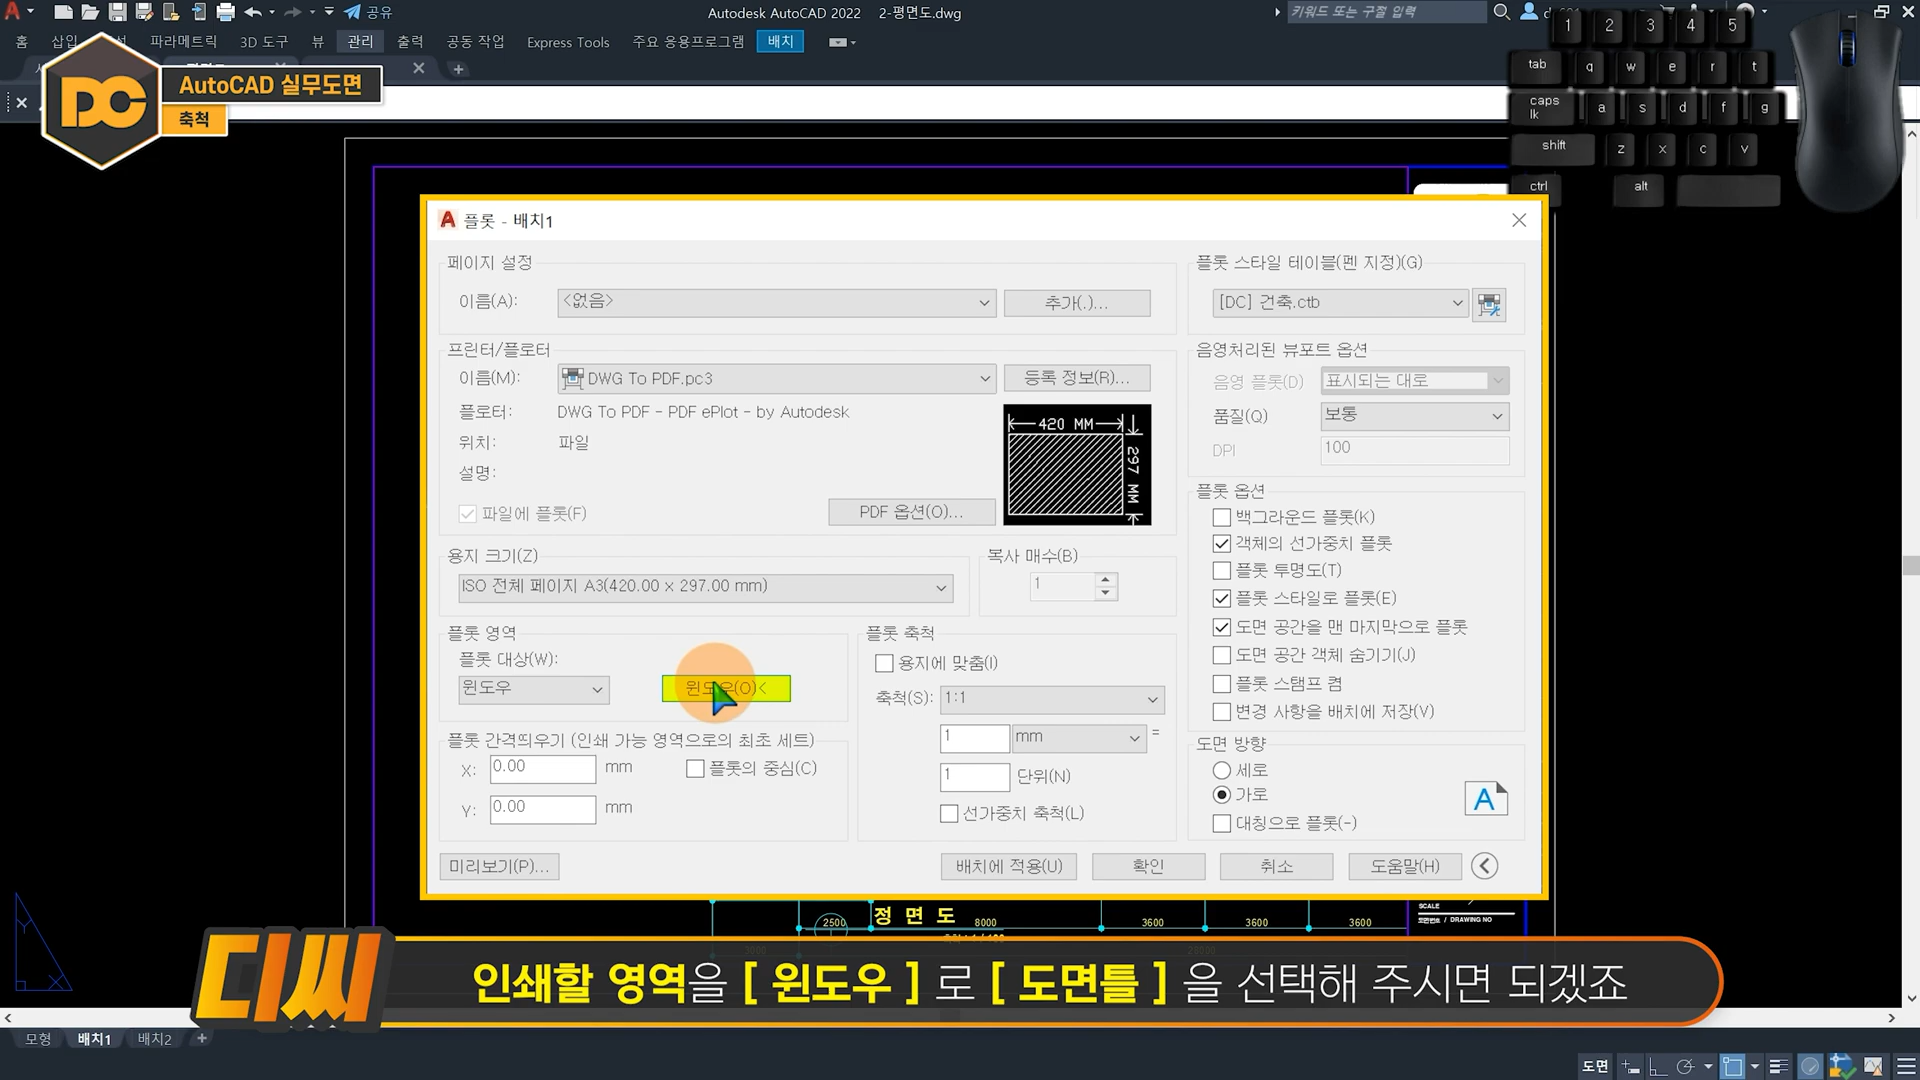 공유
Autodesk AutoCAD 2022 2-평면도.dwg
키워드 또는 구절 입력
홈 삽입 파라메트릭 3D 도구 뷰 관리 출력 공동 작업 Express Tools 주요 응용프로그램 배치
DC
AutoCAD 실무도면
축척
1 2 3 4 5
tab q w e r t
caps lk a s d f g
shift z x c v
ctrl alt
플롯 - 배치1
페이지 설정
이름(A): <없음> 추가(.)...
플롯 스타일 테이블(펜 지정)(G)
[DC] 건축.ctb
프린터/플로터
이름(M): DWG To PDF.pc3 등록 정보(R)...
플로터: DWG To PDF - PDF ePlot - by Autodesk
위치: 파일
설명:
파일에 플롯(F)
PDF 옵션(O)...
420 MM
297 MM
음영처리된 뷰포트 옵션
음영 플롯(D) 표시되는 대로
품질(Q) 보통
DPI 100
용지 크기(Z)
ISO 전체 페이지 A3(420.00 x 297.00 mm)
복사 매수(B)
1
플롯 옵션
백그라운드 플롯(K)
객체의 선가중치 플롯
플롯 투명도(T)
플롯 스타일로 플롯(E)
도면 공간을 맨 마지막으로 플롯
도면 공간 객체 숨기기(J)
플롯 스탬프 켬
변경 사항을 배치에 저장(V)
플롯 영역
플롯 대상(W):
윈도우 윈도우(O)<
플롯 축척
용지에 맞춤(I)
축척(S): 1:1
1 mm =
1 단위(N)
선가중치 축척(L)
플롯 간격띄우기 (인쇄 가능 영역으로의 최초 세트)
X: 0.00 mm 플롯의 중심(C)
Y: 0.00 mm
도면 방향
세로
가로
대칭으로 플롯(-)
A
미리보기(P)... 배치에 적용(U) 확인 취소 도움말(H)
2500 정 면 도 8000 3600 3600 3600
SCALE
도면번호 / DRAWING NO
디씨
인쇄할 영역을 [ 윈도우 ] 로 [ 도면틀 ] 을 선택해 주시면 되겠죠
Y
X
모형 배치1 배치2 +
도면